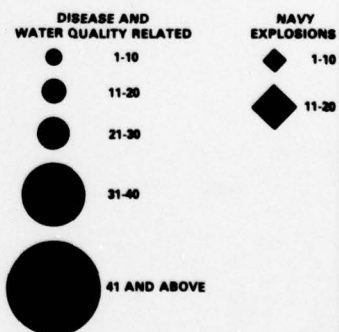 DISEASE AND
WATER QUALITY RELATED
1-10
11-20
21-30
31-40
41 AND ABOVE
NAVY
EXPLOSIONS
1-10
11-20